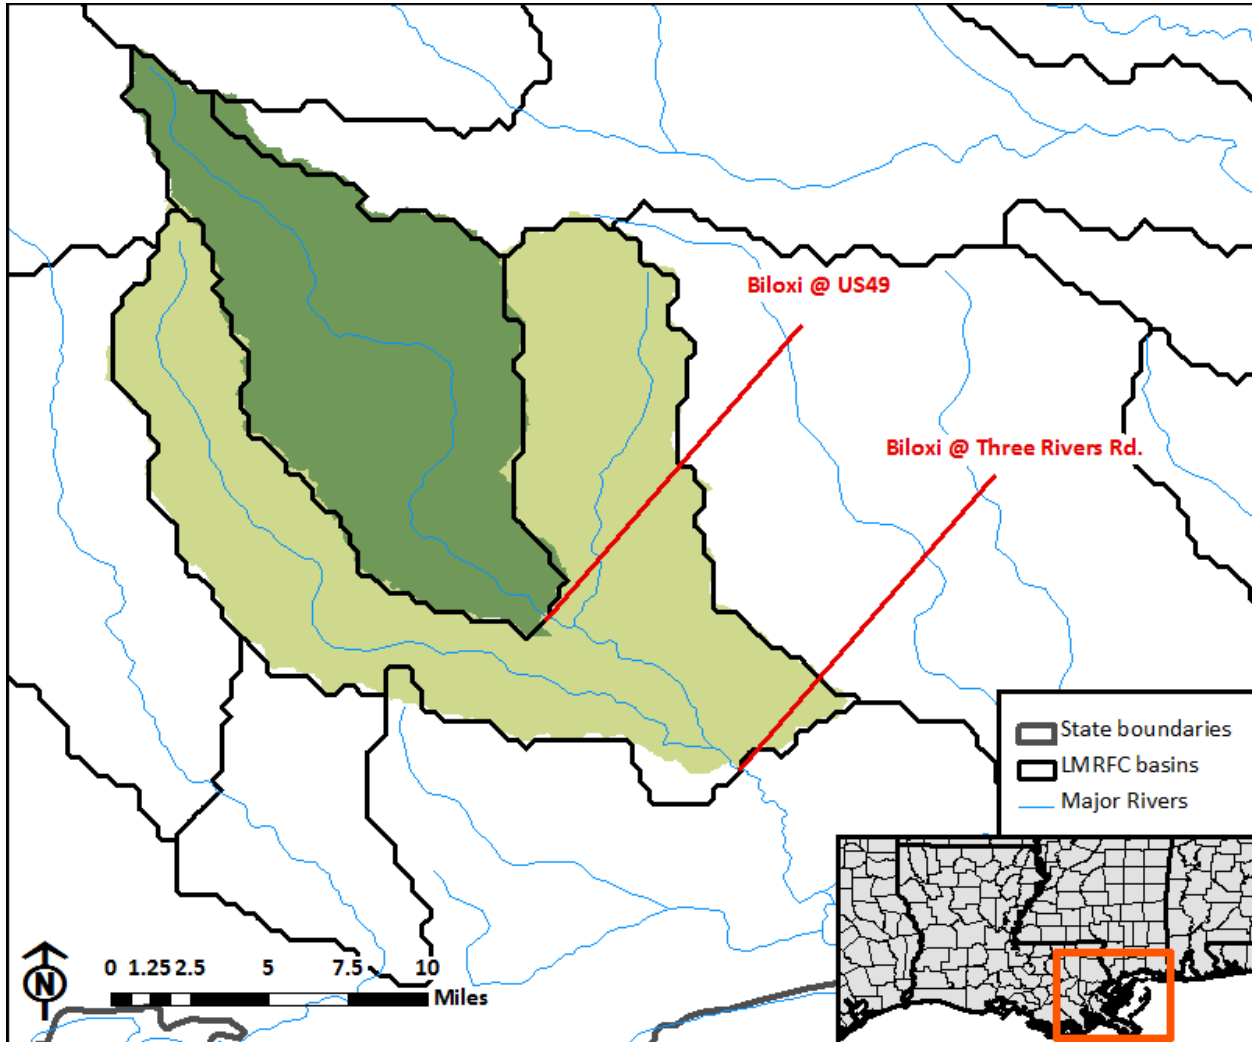 Biloxi @ US49
Biloxi @ Three Rivers Rd.
State boundaries
LMRFC basins
Major Rivers
N
0 1.25 2.5 5 7.5 10
Miles